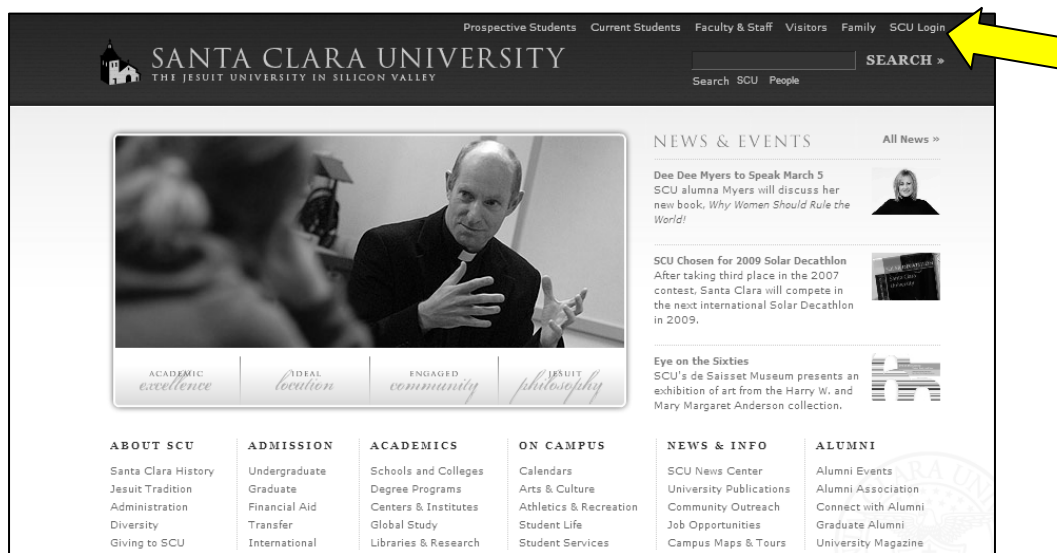 Prospective Students Current Students Faculty & Staff Visitors Family SCU Login
SANTA CLARA UNIVERSITY
THE JESUIT UNIVERSITY IN SILICON VALLEY
SEARCH »
Search SCU People
NEWS & EVENTS
All News »
Dee Dee Myers to Speak March 5
SCU alumna Myers will discuss her
new book, Why Women Should Rule the
World!
SCU Chosen for 2009 Solar Decathlon
After taking third place in the 2007
contest, Santa Clara will compete in
the next international Solar Decathlon
in 2009.
Eye on the Sixties
SCU's de Saisset Museum presents an
exhibition of art from the Harry W. and
Mary Margaret Anderson collection.
ACADEMIC
excellence
IDEAL
location
ENGAGED
community
JESUIT
philosophy
ABOUT SCU
Santa Clara History
Jesuit Tradition
Administration
Diversity
Giving to SCU
ADMISSION
Undergraduate
Graduate
Financial Aid
Transfer
International
ACADEMICS
Schools and Colleges
Degree Programs
Centers & Institutes
Global Study
Libraries & Research
ON CAMPUS
Calendars
Arts & Culture
Athletics & Recreation
Student Life
Student Services
NEWS & INFO
SCU News Center
University Publications
Community Outreach
Job Opportunities
Campus Maps & Tours
ALUMNI
Alumni Events
Alumni Association
Connect with Alumni
Graduate Alumni
University Magazine